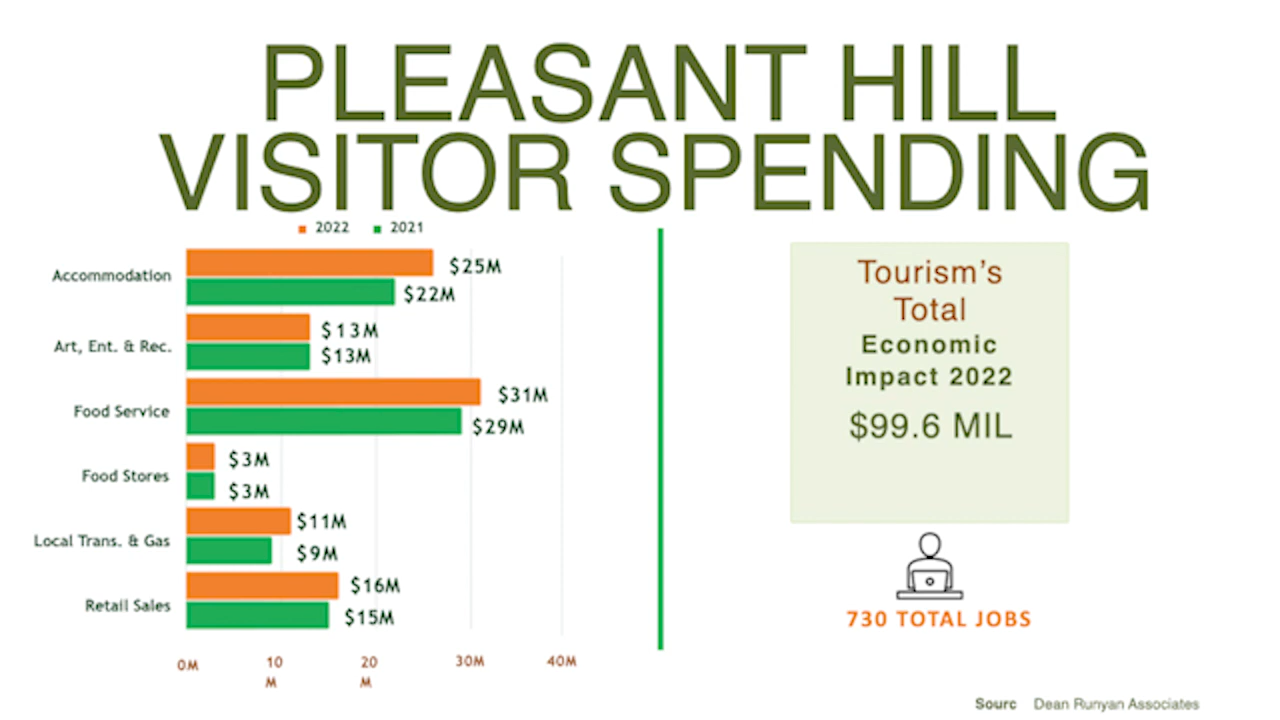 PLEASANT HILL
VISITOR SPENDING
2022 2021
Accommodation
$25M
$22M
Art, Ent. & Rec.
$13M
$13M
Food Service
$31M
$29M
Food Stores
$3M
$3M
Local Trans. & Gas
$11M
$9M
Retail Sales
$16M
$15M
0M 10 M 20 M 30M 40M
Tourism's
Total
Economic
Impact 2022
$99.6 MIL
730 TOTAL JOBS
Sourc Dean Runyan Associates